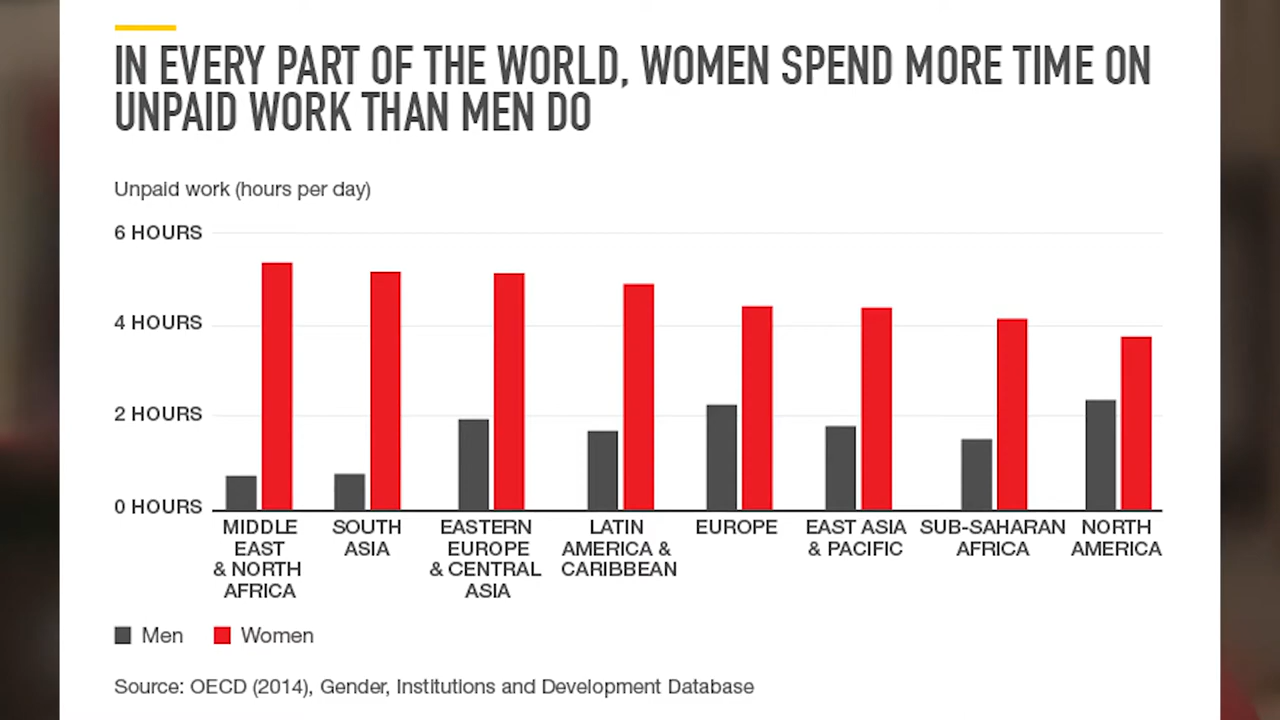 IN EVERY PART OF THE WORLD, WOMEN SPEND MORE TIME ON
UNPAID WORK THAN MEN DO
Unpaid work (hours per day)
6 HOURS
4 HOURS
2 HOURS
0 HOURS
MIDDLE
EAST
& NORTH
AFRICA
SOUTH
ASIA
EASTERN
EUROPE
& CENTRAL
ASIA
LATIN
AMERICA &
CARIBBEAN
EUROPE
EAST ASIA
& PACIFIC
SUB-SAHARAN
AFRICA
NORTH
AMERICA
Men
Women
Source: OECD (2014), Gender, Institutions and Development Database